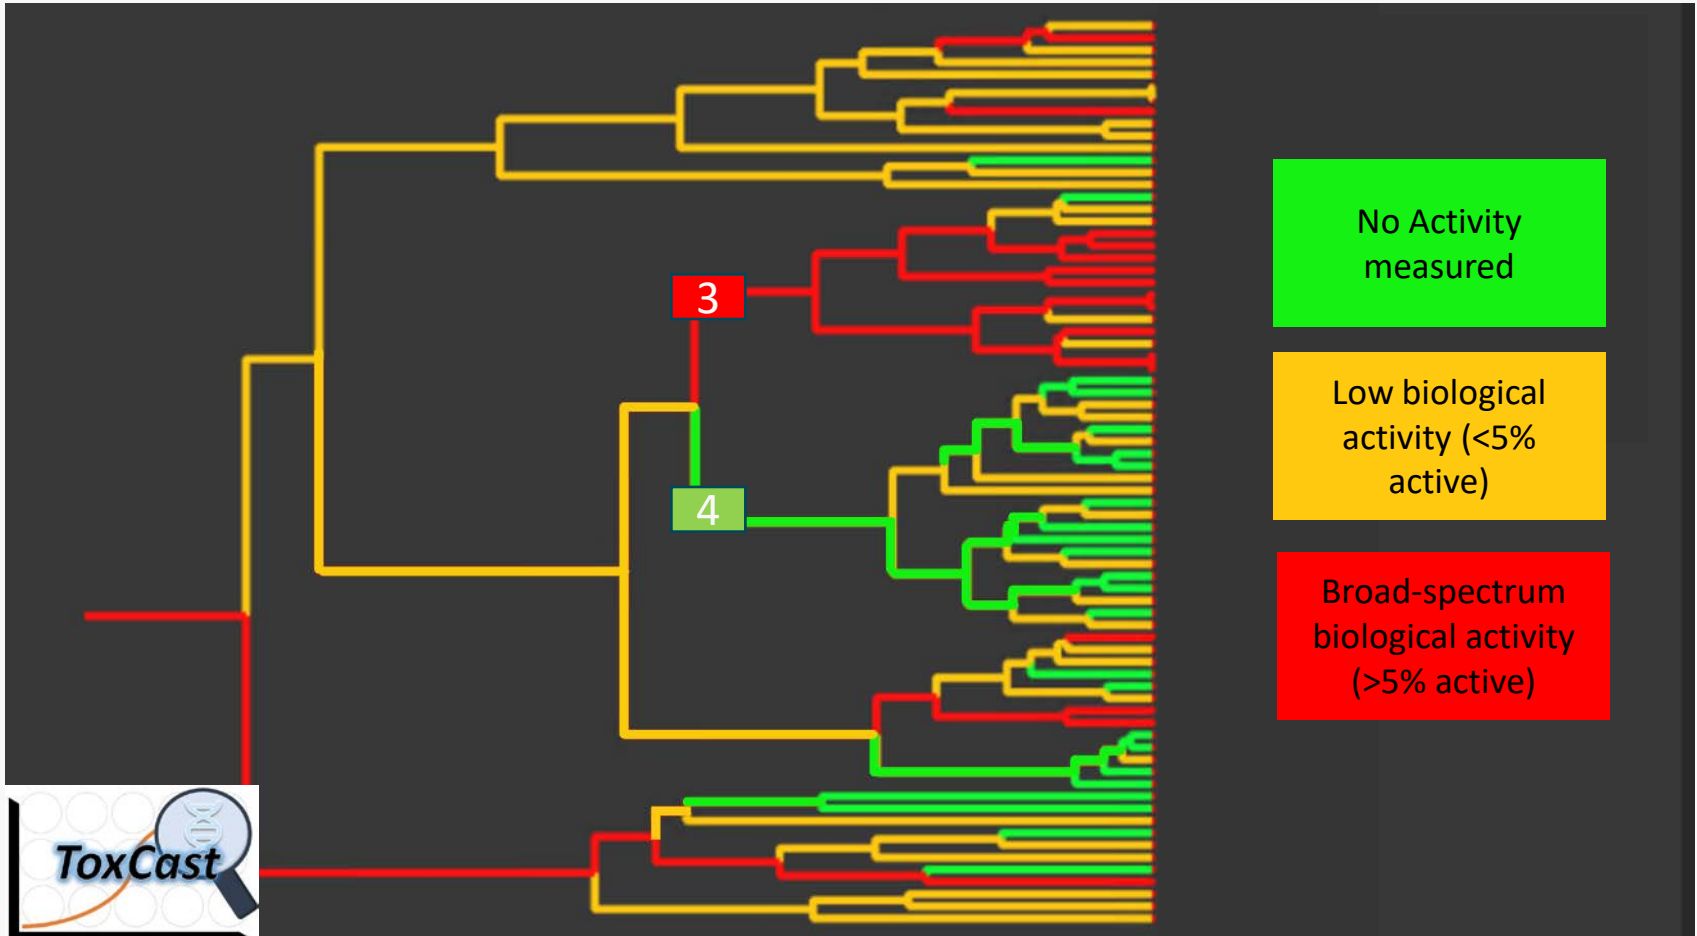 No Activity
measured
3
Low biological
activity (<5%
active)
4
Broad-spectrum
biological activity
(>5% active)
ToxCast